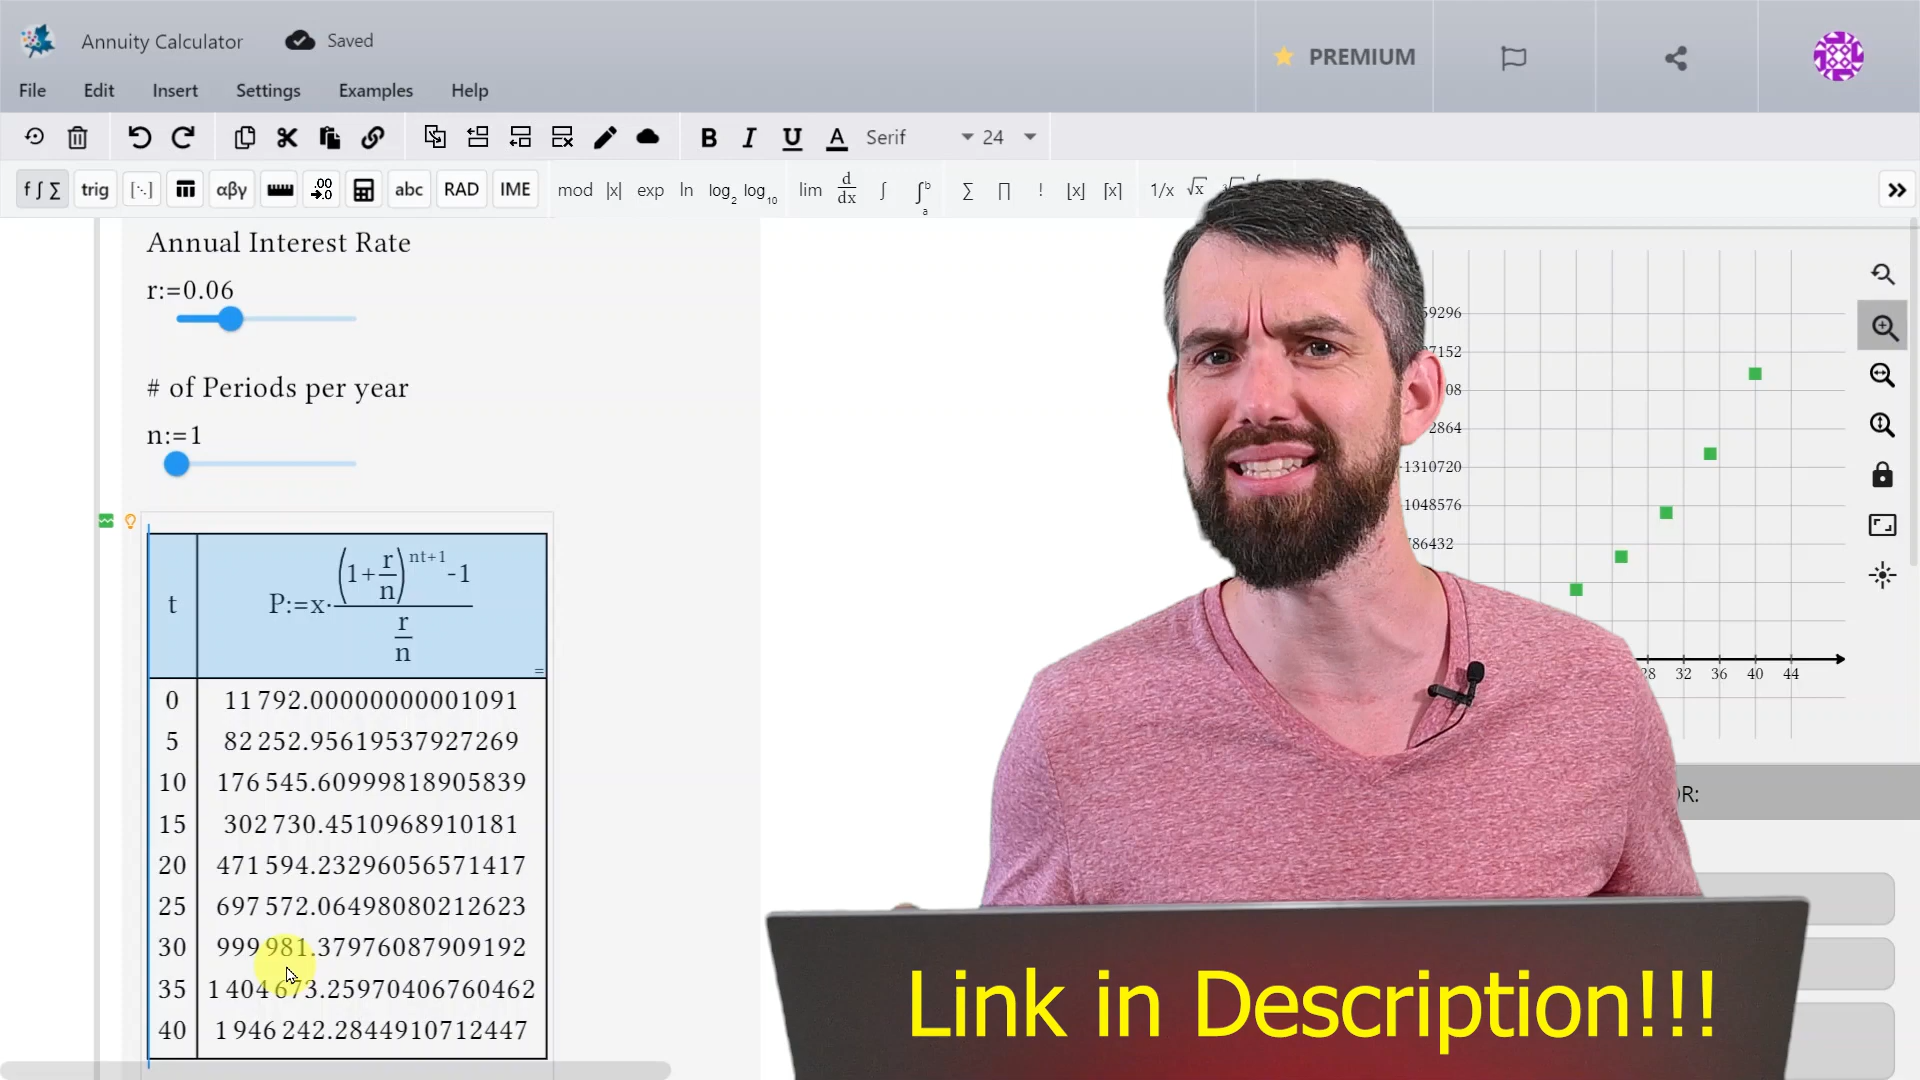 Annuity Calculator Saved
PREMIUM
File Edit Insert Settings Examples Help
B I U A Serif 24
f ∫ ∑ trig [⋱] αβγ .00 →.0 abc RAD IME mod |x| exp ln log₂ log₁₀ lim d/dx ∫ ∫ₐᵇ ∑ ∏ ! ⌊x⌋ ⌈x⌉ 1/x √x
Annual Interest Rate
r:=0.06
# of Periods per year
n:=1
t P:=x·((1+r/n)^(nt+1)-1)/(r/n) =
0 11 792.00000000001091
5 82 252.95619537927269
10 176 545.60999818905839
15 302 730.4510968910181
20 471 594.23296056571417
25 697 572.06498080212623
30 999 981.37976087909192
35 1 404 673.25970406760462
40 1 946 242.2844910712447
1310720
1048576
32 36 40 44
Link in Description!!!